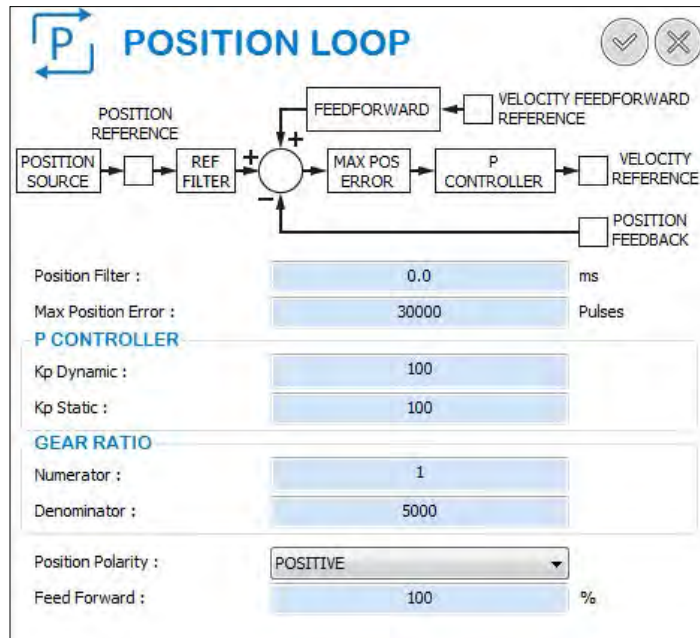 P POSITION LOOP
FEEDFORWARD
VELOCITY FEEDFORWARD
REFERENCE
POSITION
REFERENCE
POSITION
SOURCE
REF
FILTER
+
+
−
MAX POS
ERROR
P
CONTROLLER
VELOCITY
REFERENCE
POSITION
FEEDBACK
Position Filter : 0.0 ms
Max Position Error : 30000 Pulses
P CONTROLLER
Kp Dynamic : 100
Kp Static : 100
GEAR RATIO
Numerator : 1
Denominator : 5000
Position Polarity : POSITIVE
Feed Forward : 100 %